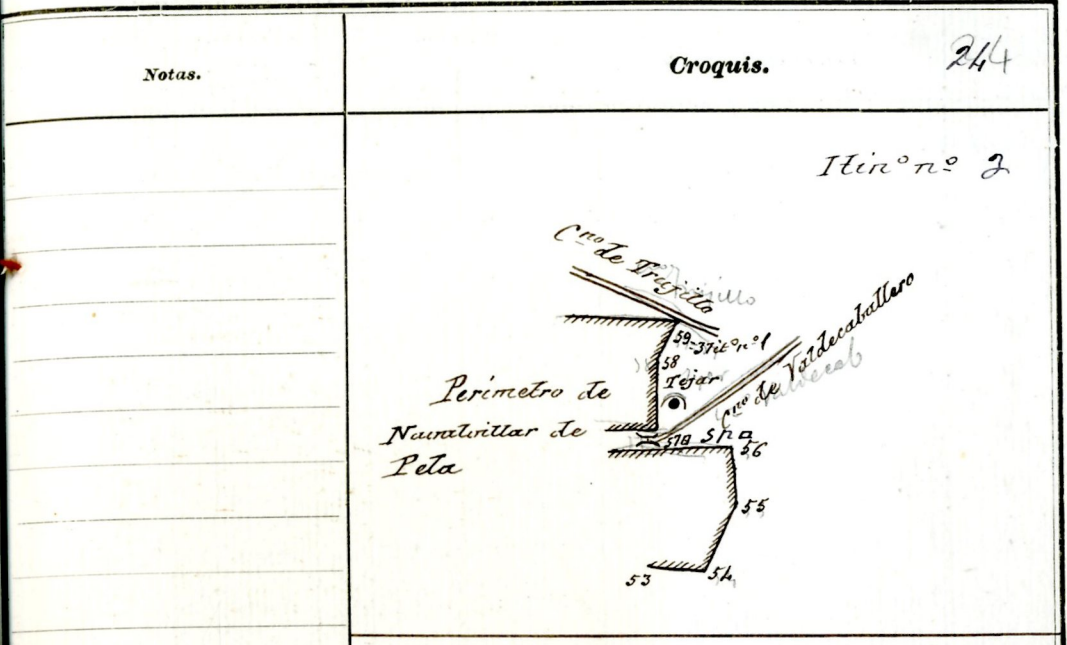 Notas.
Croquis.
244
Itinº nº 2
Cno de Trujillo
59=37 itº nº 1
58
Tejar
Cno de Valdecaballero
Perímetro de
Navalvillar de
Pela
57
56
55
54
53